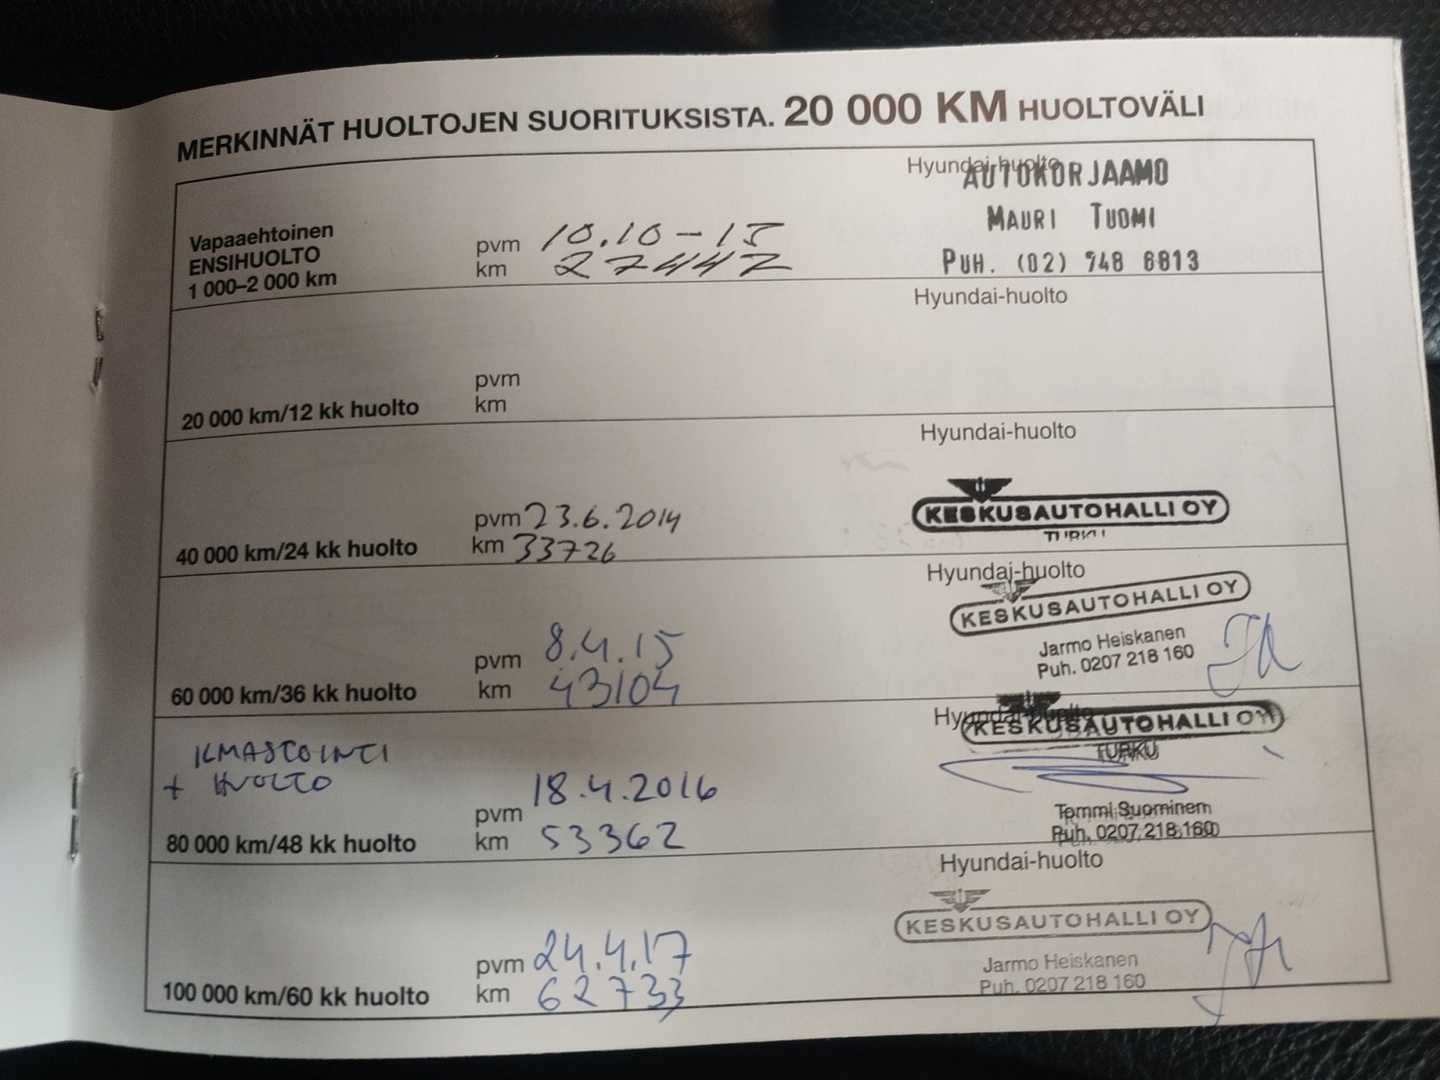 MERKINNÄT HUOLTOJEN SUORITUKSISTA. 20 000 KM HUOLTOVÄLI
Hyundai-huolto
AUTOKORJAAMO
MAURI TUOMI
PUH. (02) 948 6813
Vapaaehtoinen
ENSIHUOLTO
1 000–2 000 km
pvm 10.10-13
km 27447
Hyundai-huolto
20 000 km/12 kk huolto
pvm
km
Hyundai-huolto
KESKUSAUTOHALLI OY
TURKU
40 000 km/24 kk huolto
pvm 23.6.2014
km 33726
Hyundai-huolto
KESKUSAUTOHALLI OY
Jarmo Heiskanen
Puh. 0207 218 160
60 000 km/36 kk huolto
pvm 8.4.15
km 43104
Hyundai-huolto
KESKUSAUTOHALLI OY
TURKU
Tommi Suominen
Puh. 0207 218 160
ILMASTOINTI
+ HUOLTO
80 000 km/48 kk huolto
pvm 18.4.2016
km 53362
Hyundai-huolto
KESKUSAUTOHALLI OY
Jarmo Heiskanen
Puh. 0207 218 160
100 000 km/60 kk huolto
pvm 24.4.17
km 62733